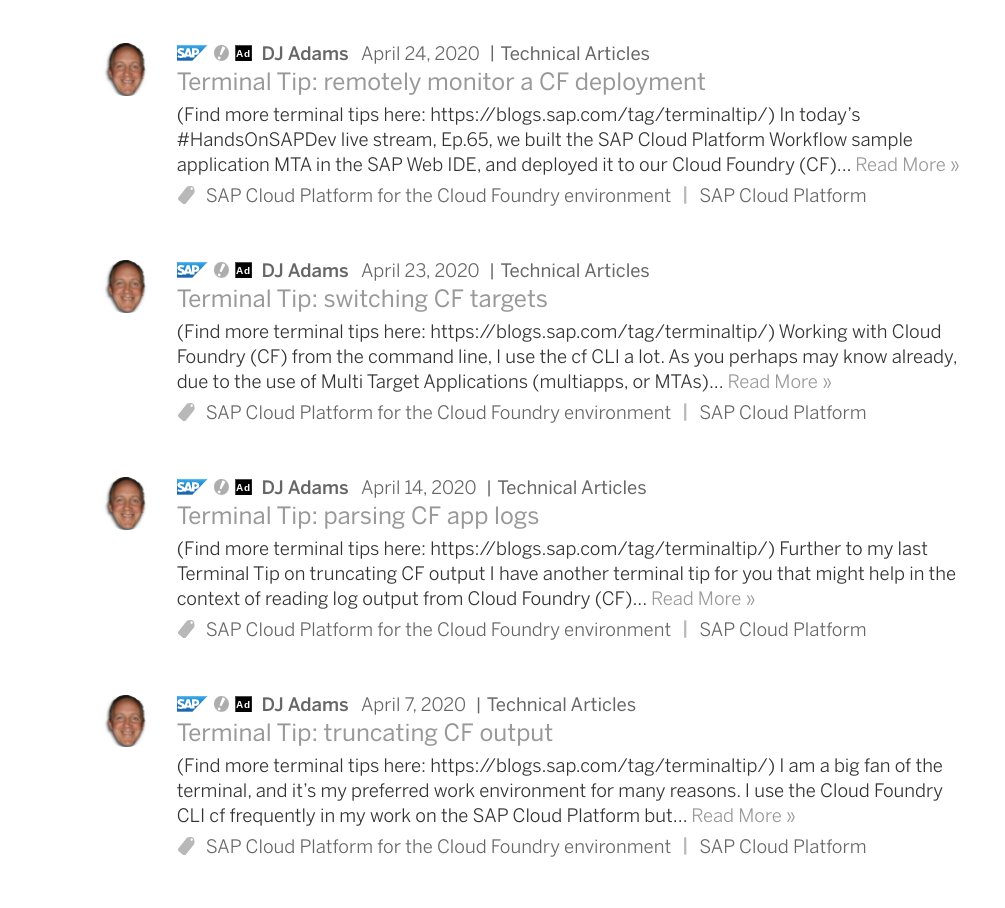 SAP Ad DJ Adams April 24, 2020 | Technical Articles
Terminal Tip: remotely monitor a CF deployment
(Find more terminal tips here: https://blogs.sap.com/tag/terminaltip/) In today’s
#HandsOnSAPDev live stream, Ep.65, we built the SAP Cloud Platform Workflow sample
application MTA in the SAP Web IDE, and deployed it to our Cloud Foundry (CF)... Read More »
SAP Cloud Platform for the Cloud Foundry environment | SAP Cloud Platform
SAP Ad DJ Adams April 23, 2020 | Technical Articles
Terminal Tip: switching CF targets
(Find more terminal tips here: https://blogs.sap.com/tag/terminaltip/) Working with Cloud
Foundry (CF) from the command line, I use the cf CLI a lot. As you perhaps may know already,
due to the use of Multi Target Applications (multiapps, or MTAs)... Read More »
SAP Cloud Platform for the Cloud Foundry environment | SAP Cloud Platform
SAP Ad DJ Adams April 14, 2020 | Technical Articles
Terminal Tip: parsing CF app logs
(Find more terminal tips here: https://blogs.sap.com/tag/terminaltip/) Further to my last
Terminal Tip on truncating CF output I have another terminal tip for you that might help in the
context of reading log output from Cloud Foundry (CF)... Read More »
SAP Cloud Platform for the Cloud Foundry environment | SAP Cloud Platform
SAP Ad DJ Adams April 7, 2020 | Technical Articles
Terminal Tip: truncating CF output
(Find more terminal tips here: https://blogs.sap.com/tag/terminaltip/) I am a big fan of the
terminal, and it’s my preferred work environment for many reasons. I use the Cloud Foundry
CLI cf frequently in my work on the SAP Cloud Platform but... Read More »
SAP Cloud Platform for the Cloud Foundry environment | SAP Cloud Platform